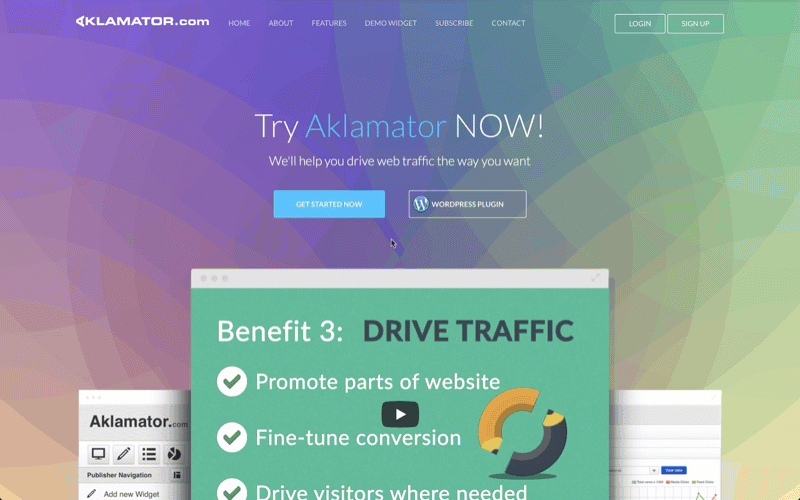 AKLAMATOR.com
HOME
ABOUT
FEATURES
DEMO WIDGET
SUBSCRIBE
CONTACT
LOGIN
SIGN UP
Try Aklamator NOW!
We'll help you drive web traffic the way you want
GET STARTED NOW
WORDPRESS PLUGIN
Benefit 3: DRIVE TRAFFIC
Promote parts of website
Fine-tune conversion
Drive visitors where needed
Aklamator.com
Publisher Navigation
Add new Widget